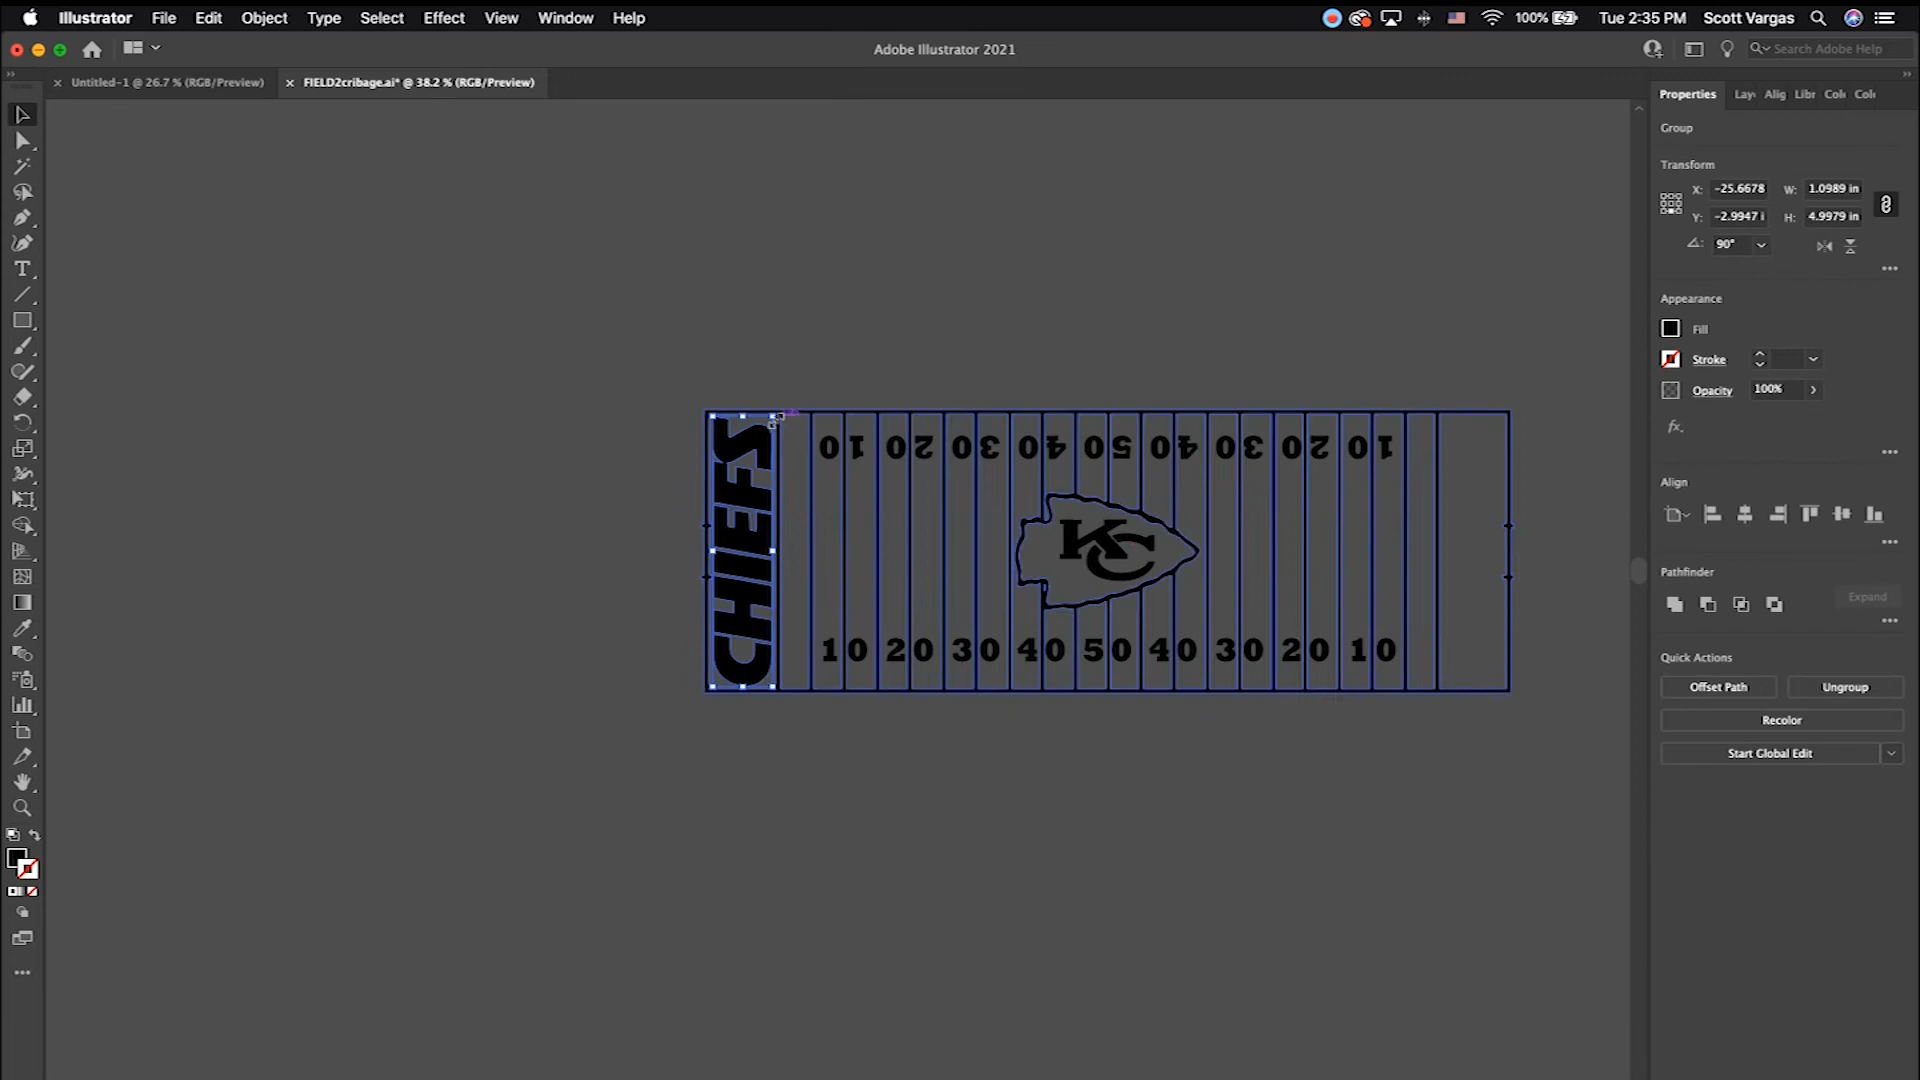 Illustrator File Edit Object Type Select Effect View Window Help 100% Tue 2:35 PM Scott Vargas
Adobe Illustrator 2021 Search Adobe Help
Untitled-1 @ 26.7 % (RGB/Preview) FIELD2cribage.ai* @ 38.2 % (RGB/Preview)
Properties Laye Alig Libr Colo Colo
Group
Transform
X: -25.6678 W: 1.0989 in
Y: -2.9947 i H: 4.9979 in
90°
Appearance
Fill
Stroke
Opacity 100%
fx.
Align
Pathfinder
Expand
Quick Actions
Offset Path Ungroup
Recolor
Start Global Edit
CHIEFS
10 20 30 40 50 40 30 20 10
KC
10 20 30 40 50 40 30 20 10